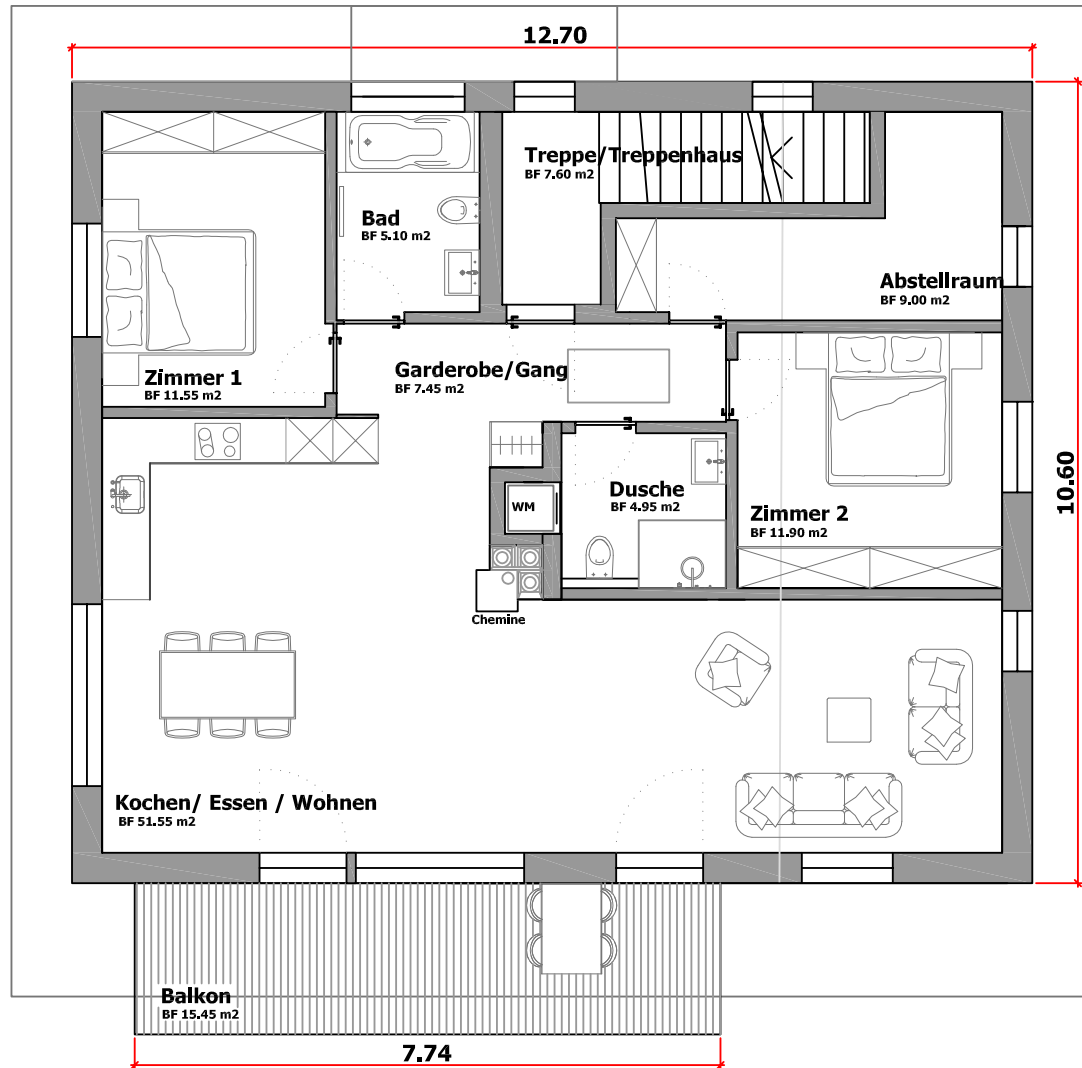 12.70
Treppe/Treppenhaus
BF 7.60 m2
Bad
BF 5.10 m2
Abstellraum
BF 9.00 m2
Zimmer 1
BF 11.55 m2
Garderobe/Gang
BF 7.45 m2
10.60
Dusche
BF 4.95 m2
WM
Zimmer 2
BF 11.90 m2
Chemine
Kochen/ Essen / Wohnen
BF 51.55 m2
Balkon
BF 15.45 m2
7.74